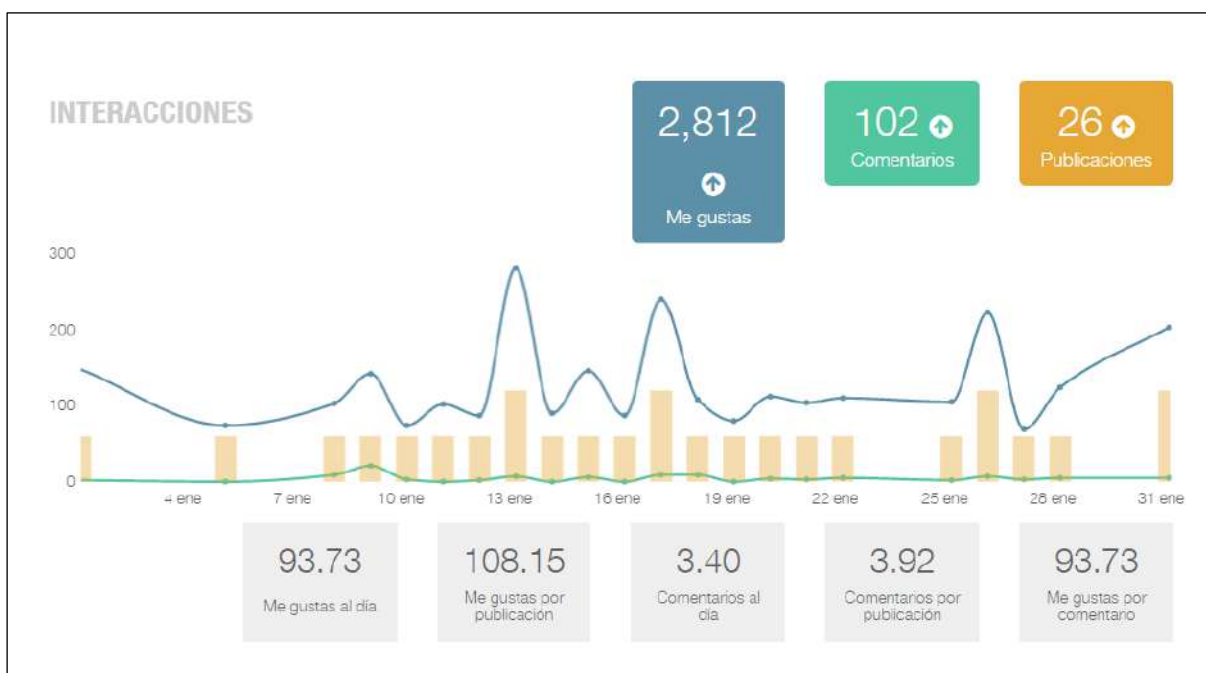 INTERACCIONES
2,812
Me gustas
102
Comentarios
26
Publicaciones
300
200
100
0
4 ene
7 ene
10 ene
13 ene
16 ene
19 ene
22 ene
25 ene
28 ene
31 ene
93.73
Me gustas al día
108.15
Me gustas por
publicación
3.40
Comentarios al
día
3.92
Comentarios por
publicación
93.73
Me gustas por
comentario